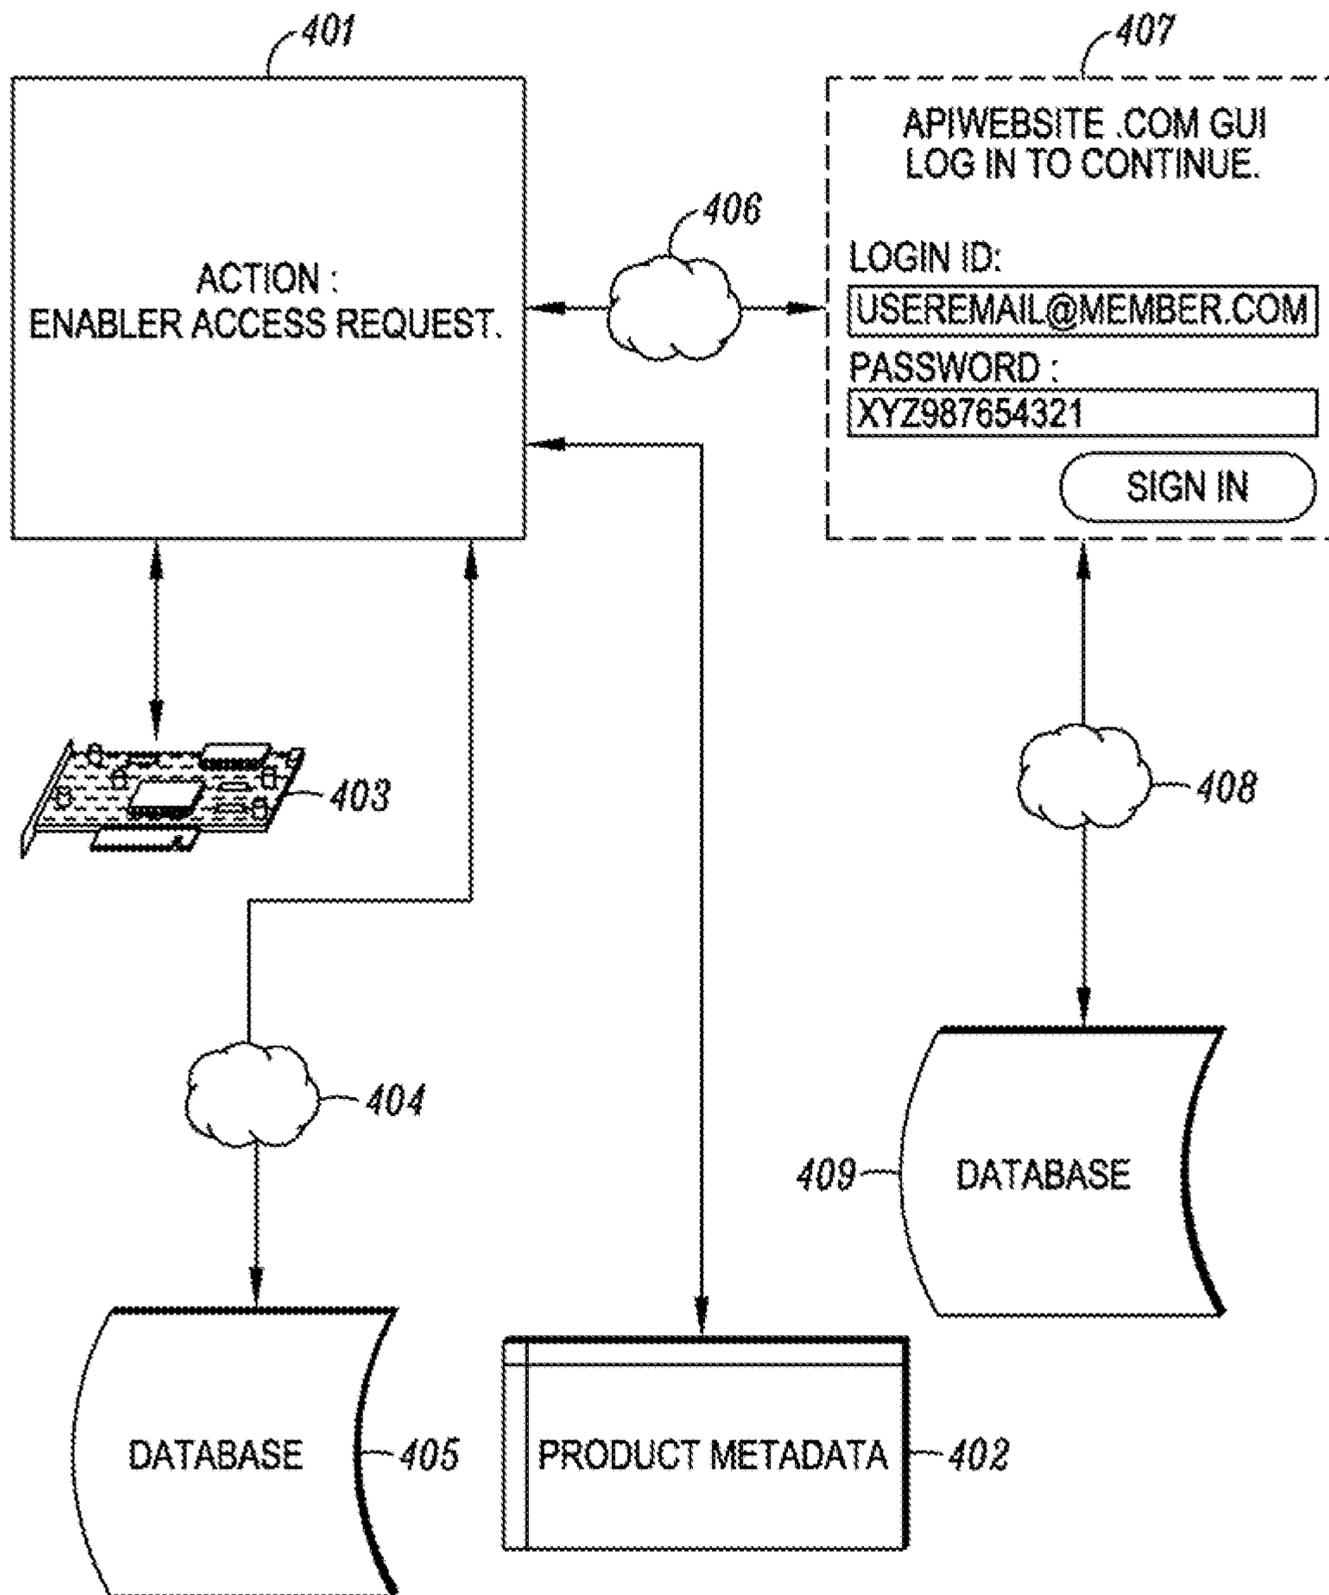 401
407
APIWEBSITE .COM GUI
LOG IN TO CONTINUE.
406
ACTION :
ENABLER ACCESS REQUEST.
LOGIN ID:
USEREMAIL@MEMBER.COM
PASSWORD :
XYZ987654321
SIGN IN
403
408
404
409
DATABASE
DATABASE
405
PRODUCT METADATA
402